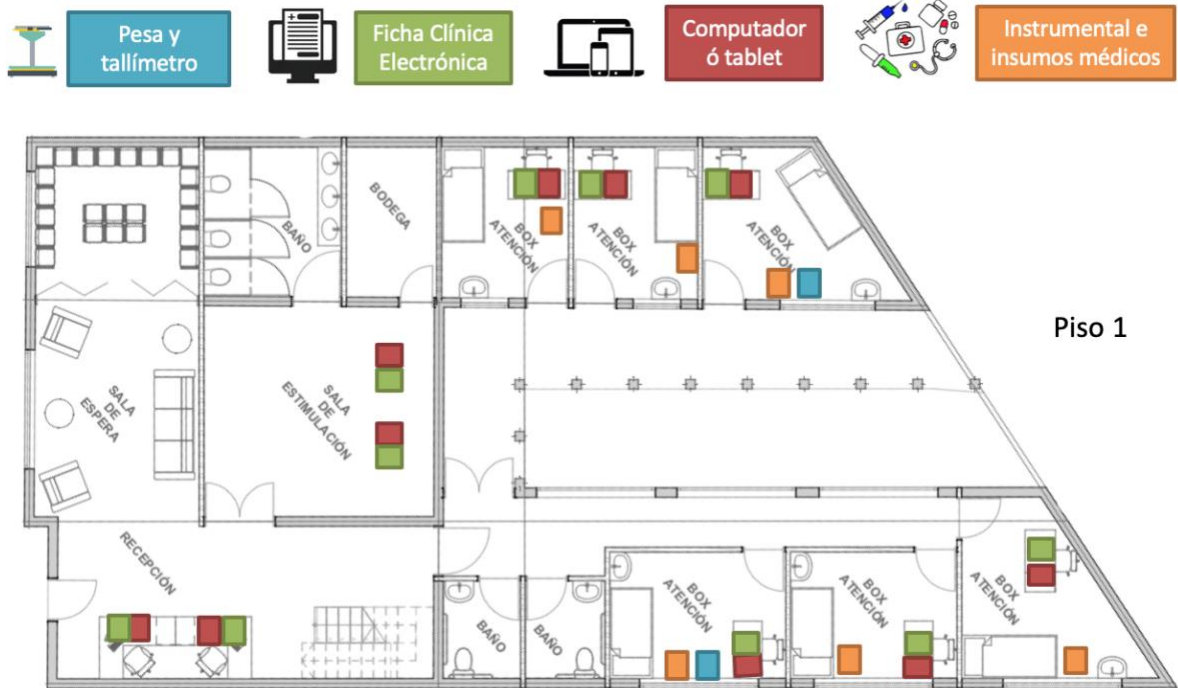 Pesa y
tallímetro
Ficha Clínica
Electrónica
Computador
ó tablet
Instrumental e
insumos médicos
BAÑO
BODEGA
BOX
ATENCIÓN
BOX
ATENCIÓN
BOX
ATENCIÓN
Piso 1
SALA
DE
ESPERA
SALA
DE
ESTIMULACIÓN
RECEPCIÓN
BAÑO
BAÑO
BOX
ATENCIÓN
BOX
ATENCIÓN
BOX
ATENCIÓN